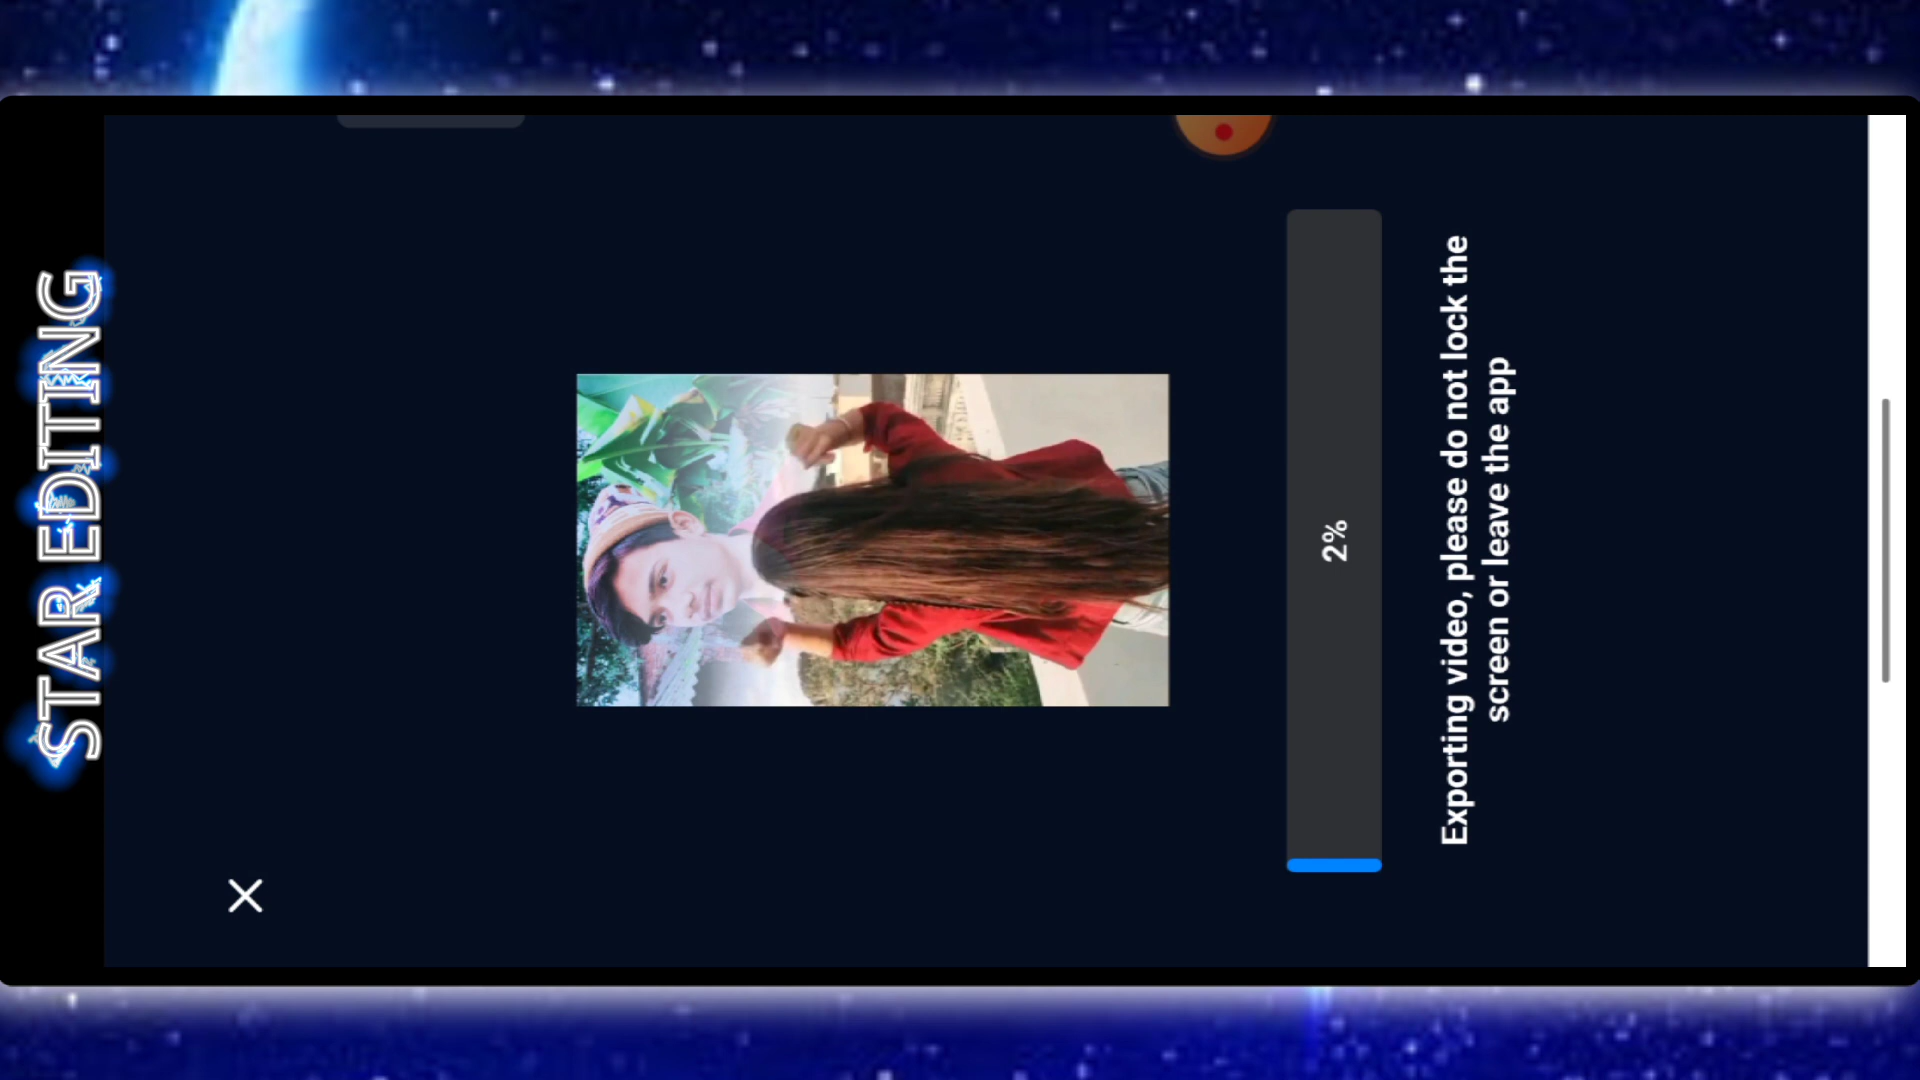 STAR EDITING
2%
Exporting video, please do not lock the
screen or leave the app